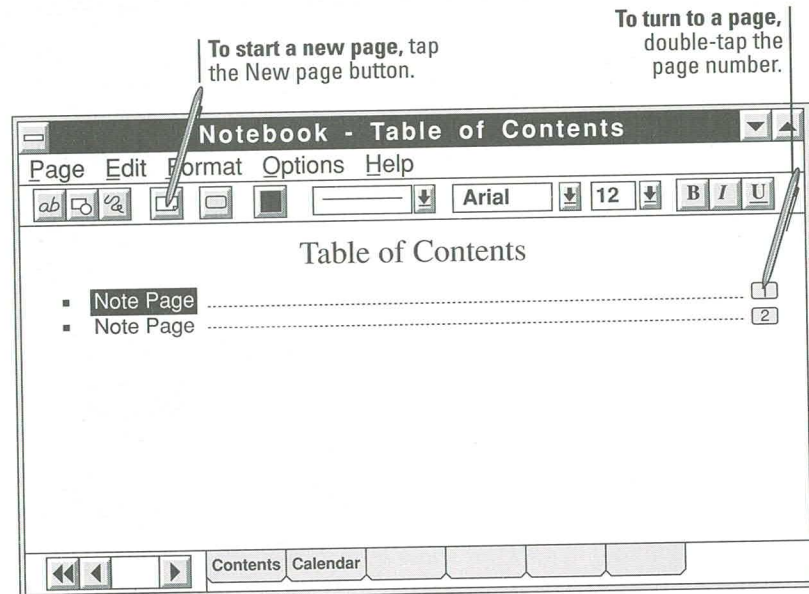 To start a new page, tap
the New page button.
To turn to a page,
double-tap the
page number.
Notebook - Table of Contents
Page Edit Format Options Help
ab Arial 12 B I U
Table of Contents
Note Page 1
Note Page 2
Contents Calendar